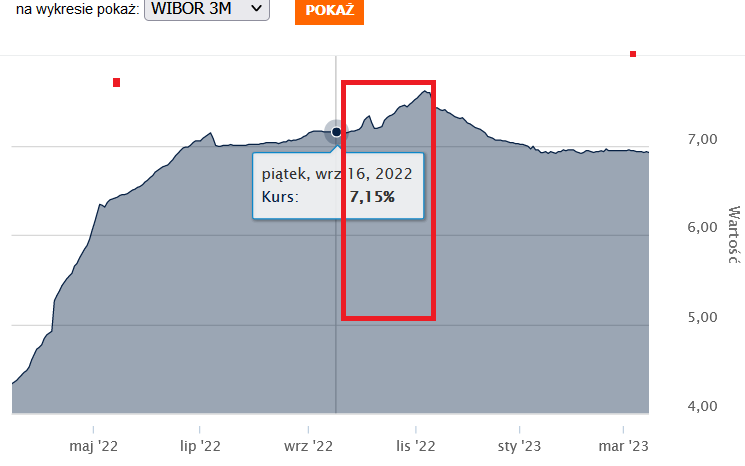 na wykresie pokaż: WIBOR 3M POKAŻ
7,00
piątek, wrz 16, 2022
Kurs: 7,15%
6,00
Wartość
5,00
4,00
maj '22 lip '22 wrz '22 lis '22 sty '23 mar '23